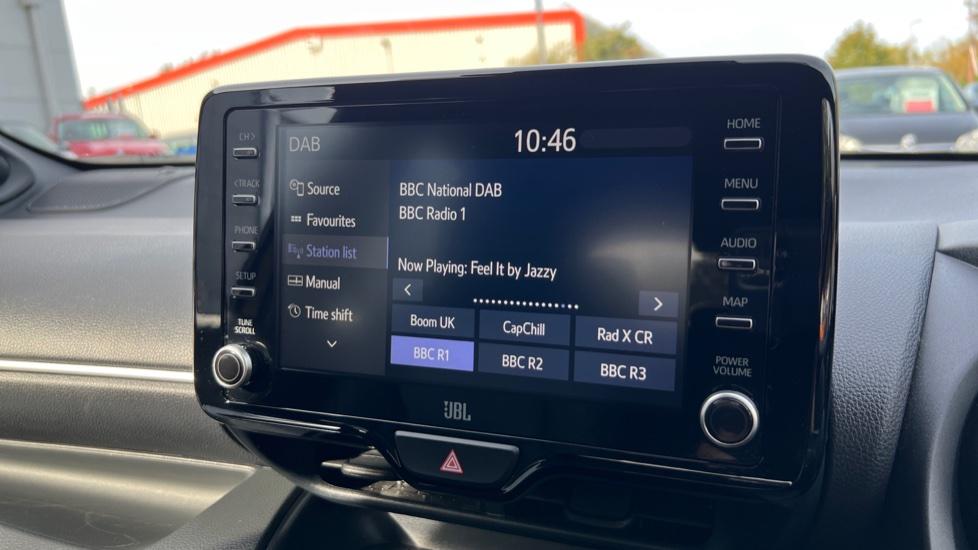 DAB
10:46
CH>
<TRACK
PHONE
SETUP
TUNE
SCROLL
HOME
MENU
AUDIO
MAP
POWER
VOLUME
Source
Favourites
Station list
Manual
Time shift
BBC National DAB
BBC Radio 1
Now Playing: Feel It by Jazzy
Boom UK CapChill Rad X CR
BBC R1 BBC R2 BBC R3
JBL